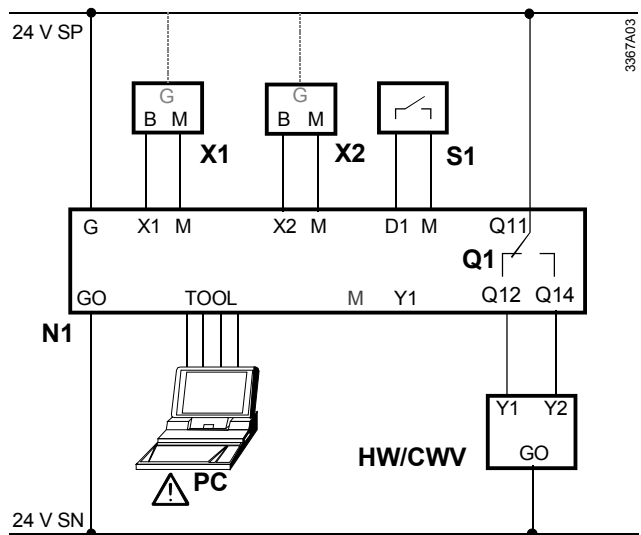 24 V SP
3367A03
G
B M
X1
G
B M
X2
S1
G X1 M X2 M D1 M Q11
Q1
GO TOOL M Y1 Q12 Q14
N1
Y1 Y2
GO
HW/CWV
PC
24 V SN